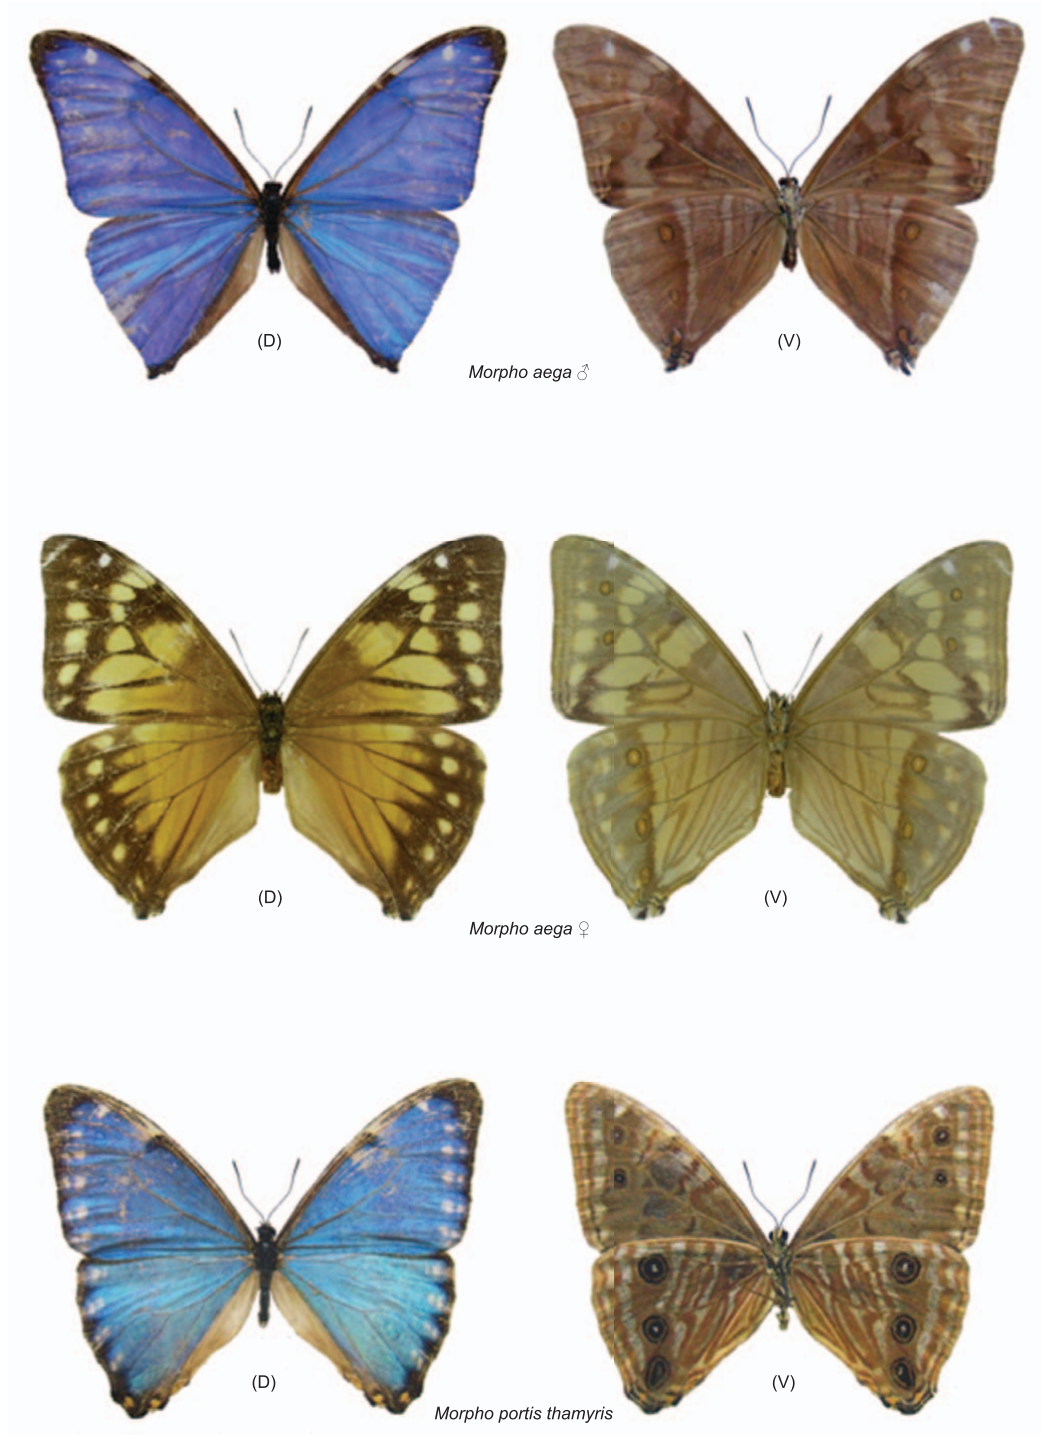 (D) (V)
Morpho aega ♂
(D) (V)
Morpho aega ♀
(D) (V)
Morpho portis thamyris